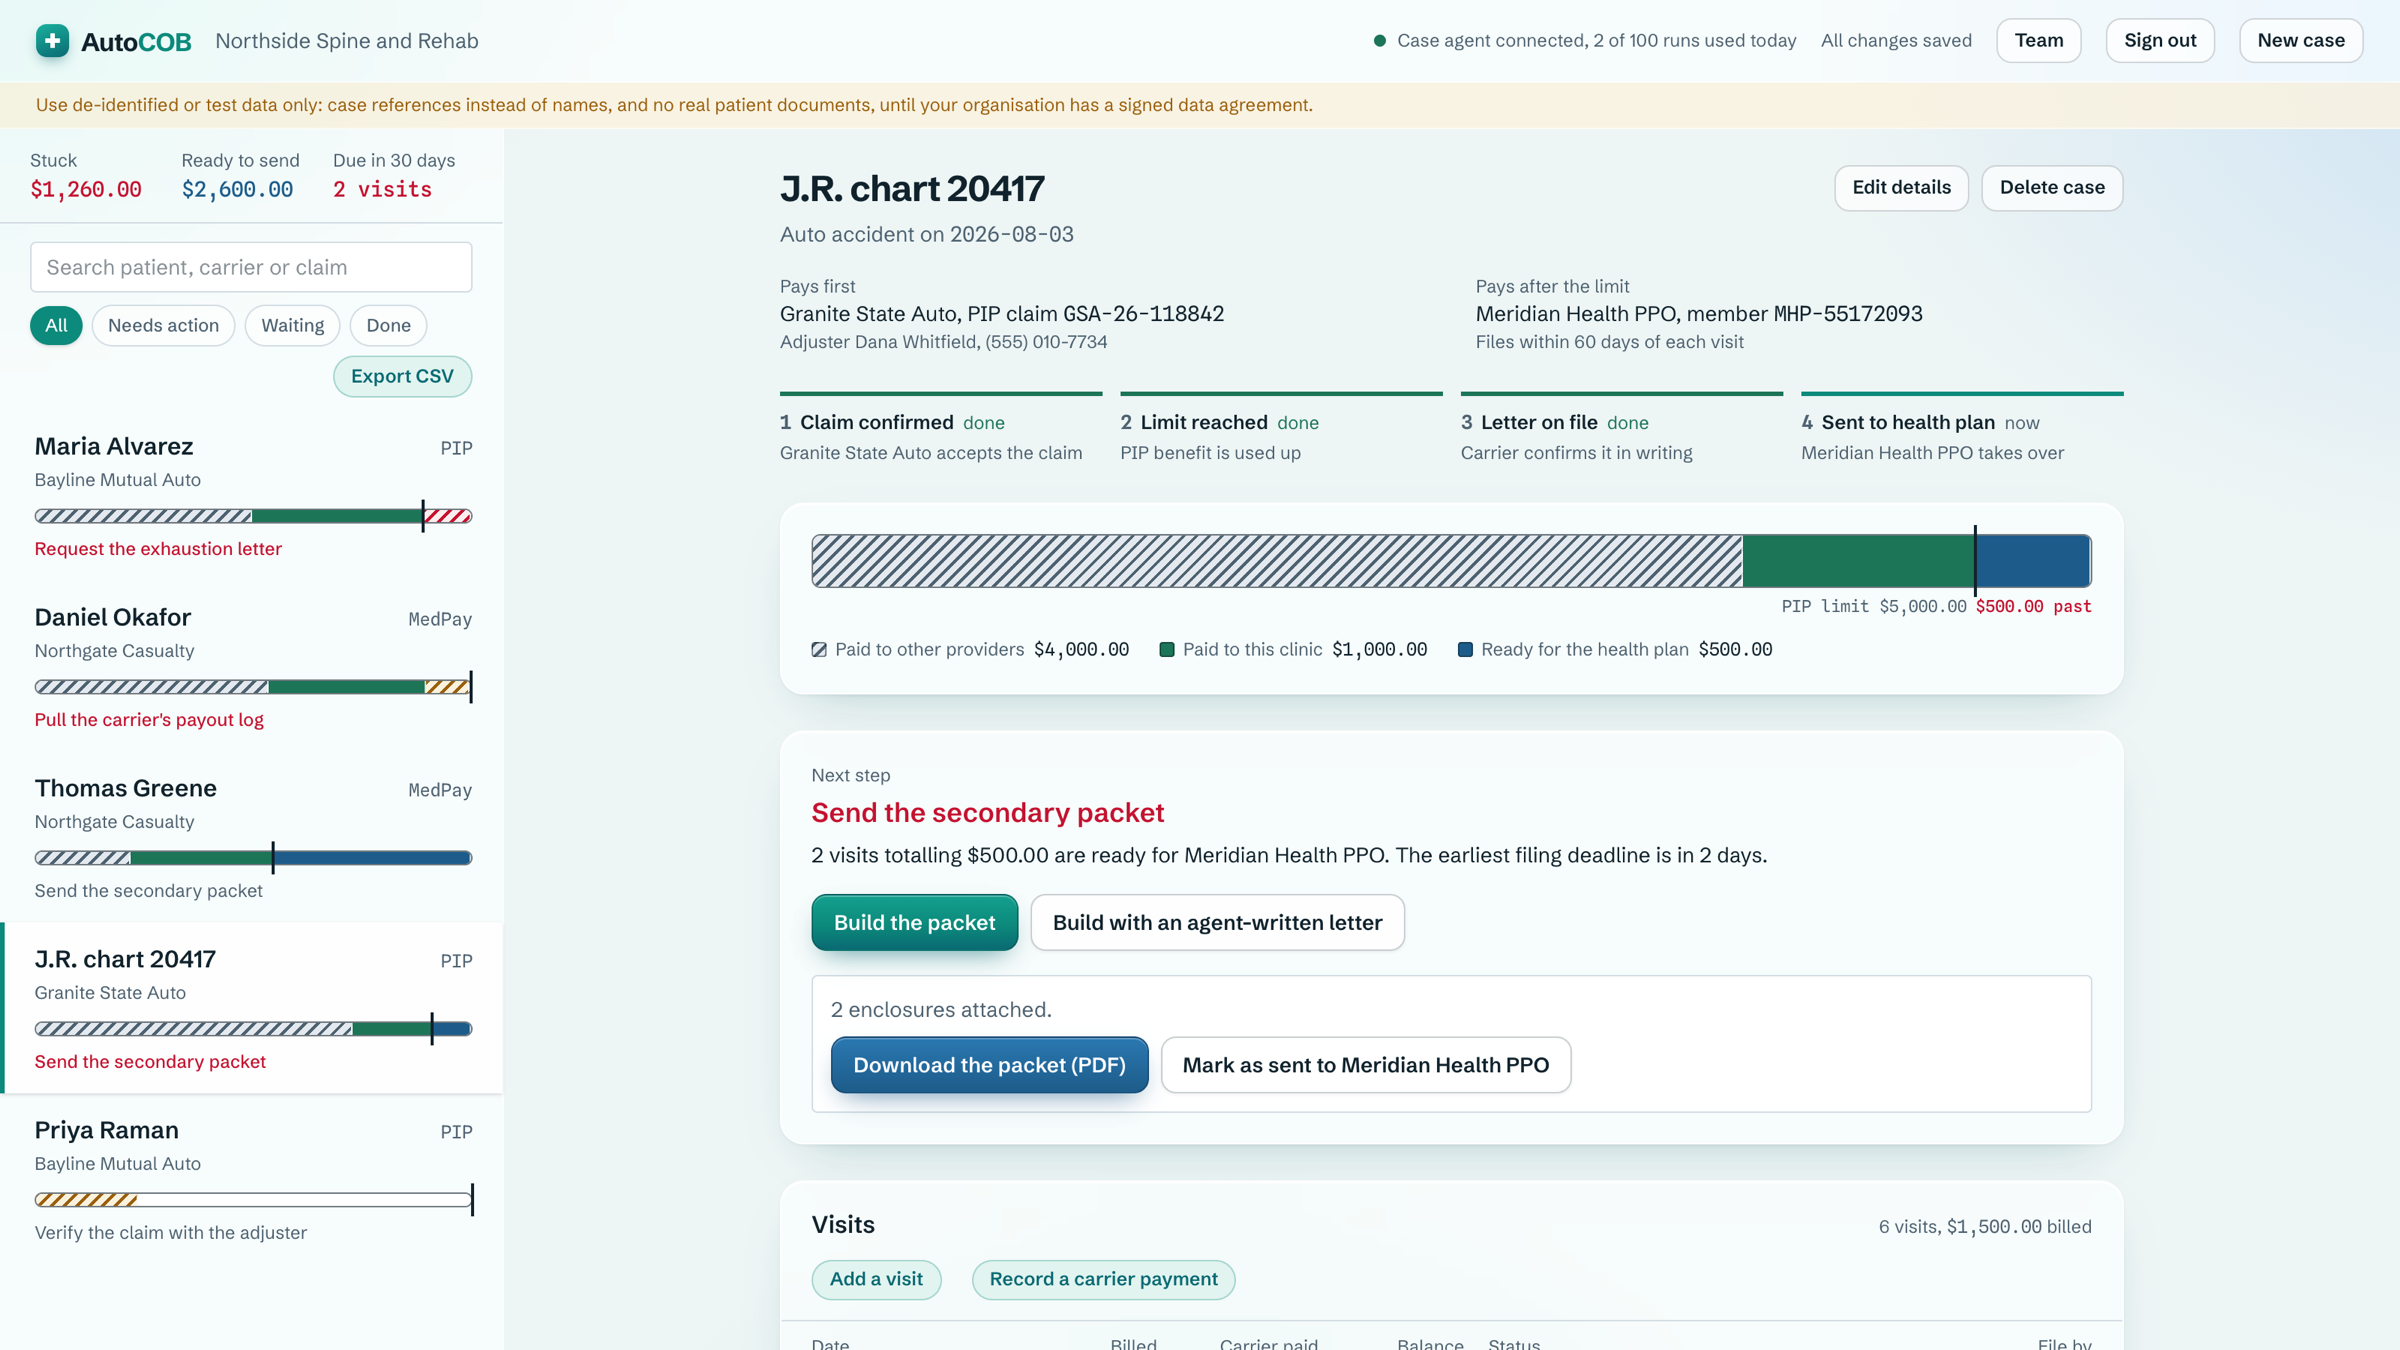 AutoCOB Northside Spine and Rehab
Case agent connected, 2 of 100 runs used today All changes saved Team Sign out New case
Use de-identified or test data only: case references instead of names, and no real patient documents, until your organisation has a signed data agreement.
Stuck Ready to send Due in 30 days
$1,260.00 $2,600.00 2 visits
Search patient, carrier or claim
All Needs action Waiting Done
Export CSV
Maria Alvarez PIP
Bayline Mutual Auto
Request the exhaustion letter
Daniel Okafor MedPay
Northgate Casualty
Pull the carrier's payout log
Thomas Greene MedPay
Northgate Casualty
Send the secondary packet
J.R. chart 20417 PIP
Granite State Auto
Send the secondary packet
Priya Raman PIP
Bayline Mutual Auto
Verify the claim with the adjuster
J.R. chart 20417 Edit details Delete case
Auto accident on 2026-08-03
Pays first
Granite State Auto, PIP claim GSA-26-118842
Adjuster Dana Whitfield, (555) 010-7734
Pays after the limit
Meridian Health PPO, member MHP-55172093
Files within 60 days of each visit
1 Claim confirmed done
Granite State Auto accepts the claim
2 Limit reached done
PIP benefit is used up
3 Letter on file done
Carrier confirms it in writing
4 Sent to health plan now
Meridian Health PPO takes over
PIP limit $5,000.00 $500.00 past
Paid to other providers $4,000.00 Paid to this clinic $1,000.00 Ready for the health plan $500.00
Next step
Send the secondary packet
2 visits totalling $500.00 are ready for Meridian Health PPO. The earliest filing deadline is in 2 days.
Build the packet Build with an agent-written letter
2 enclosures attached.
Download the packet (PDF) Mark as sent to Meridian Health PPO
Visits 6 visits, $1,500.00 billed
Add a visit Record a carrier payment
Date Billed Carrier paid Balance Status File by